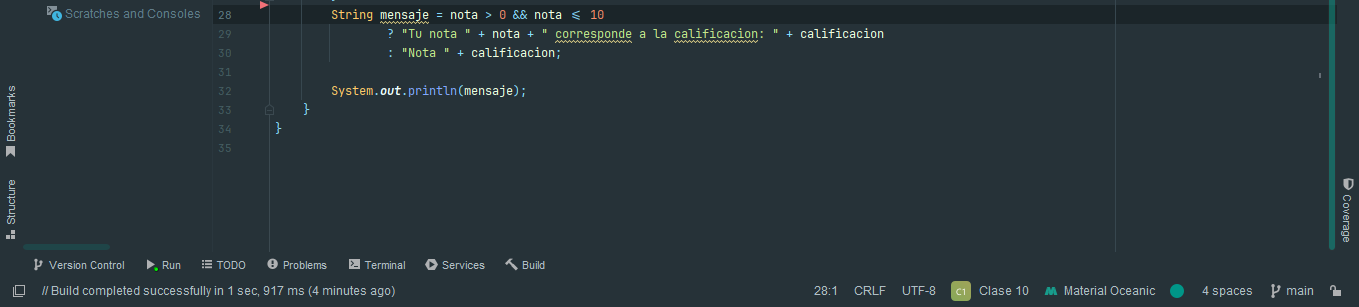 Scratches and Consoles
28 String mensaje = nota > 0 && nota <= 10
29 ? "Tu nota " + nota + " corresponde a la calificacion: " + calificacion
30 : "Nota " + calificacion;
31
32 System.out.println(mensaje);
33 }
34 }
35
Bookmarks
Structure
Coverage
Version Control Run TODO Problems Terminal Services Build
// Build completed successfully in 1 sec, 917 ms (4 minutes ago) 28:1 CRLF UTF-8 C1 Clase 10 Material Oceanic 4 spaces main